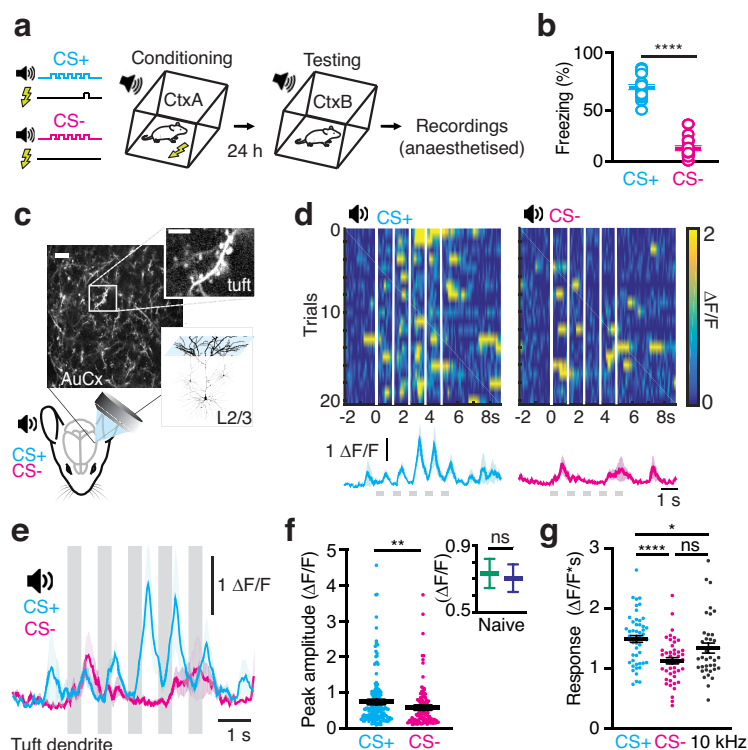 a
CS+
CS-
Conditioning
CtxA
24 h
Testing
CtxB
Recordings
(anaesthetised)
b
****
100
50
0
Freezing (%)
CS+
CS-
c
tuft
AuCx
L2/3
CS+
CS-
d
CS+
CS-
0
10
20
Trials
-2 0 2 4 6 8s
-2 0 2 4 6 8s
2
0
ΔF/F
1 ΔF/F
1 s
e
CS+
CS-
1 ΔF/F
1 s
Tuft dendrite
f
**
5
4
3
2
1
0
Peak amplitude (ΔF/F)
CS+
CS-
ns
0.9
0.5
(ΔF/F)
Naive
g
*
****
ns
3
2
1
0
Response (ΔF/F*s)
CS+
CS-
10 kHz